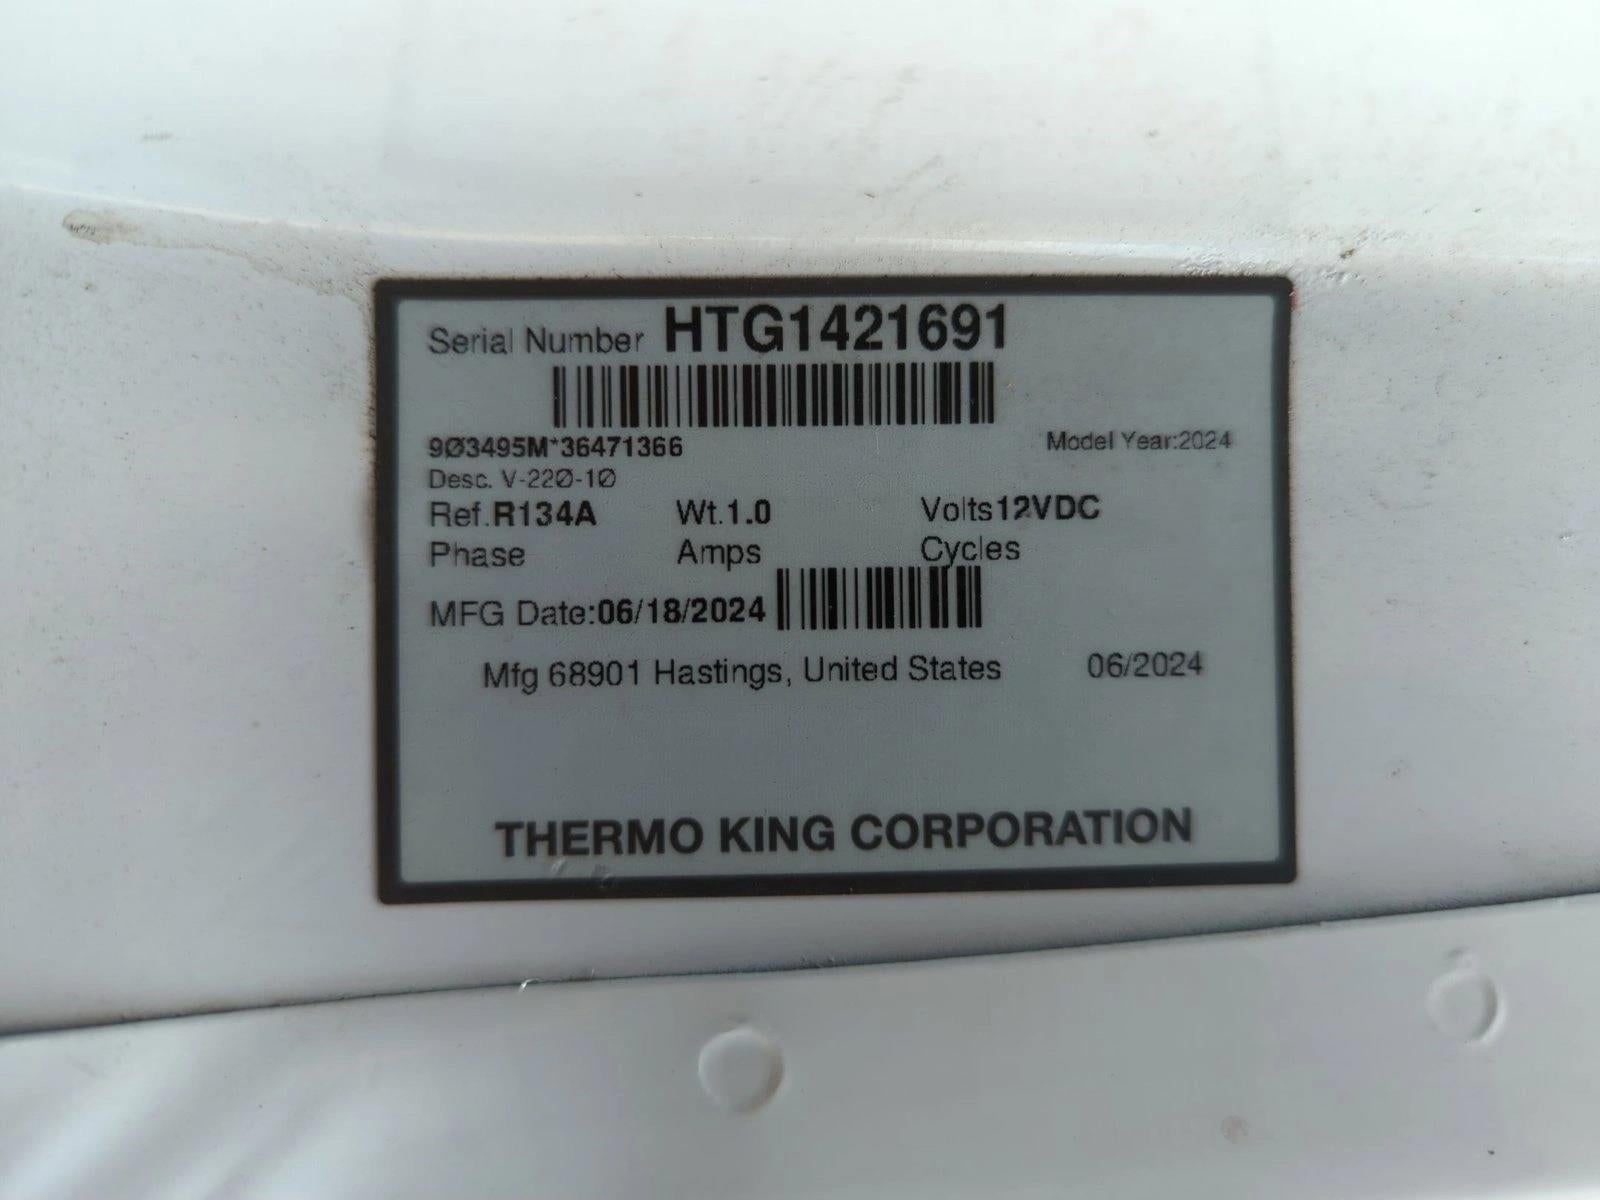 Serial Number HTG1421691
9Ø3495M*36471366 Model Year:2024
Desc. V-22Ø-1Ø
Ref.R134A Wt.1.0 Volts12VDC
Phase Amps Cycles
MFG Date:06/18/2024
Mfg 68901 Hastings, United States 06/2024
THERMO KING CORPORATION